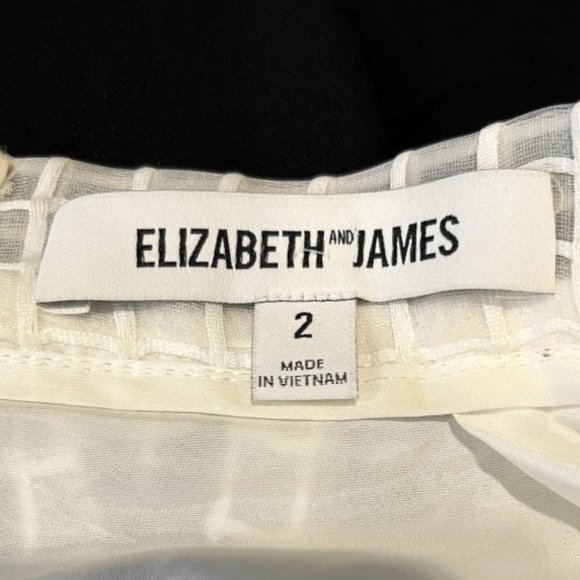 ELIZABETH AND JAMES
2
MADE
IN VIETNAM